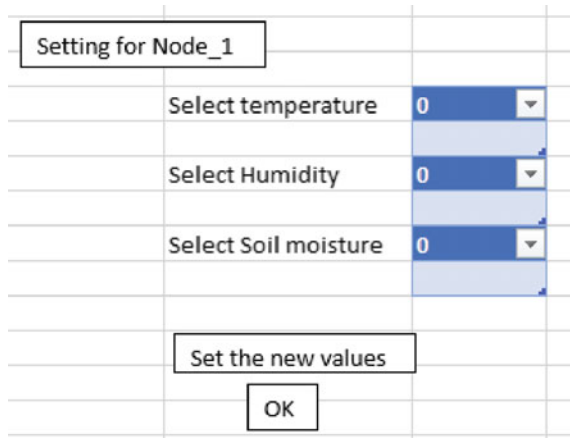 Setting for Node_1
Select temperature 0
Select Humidity 0
Select Soil moisture 0
Set the new values
OK